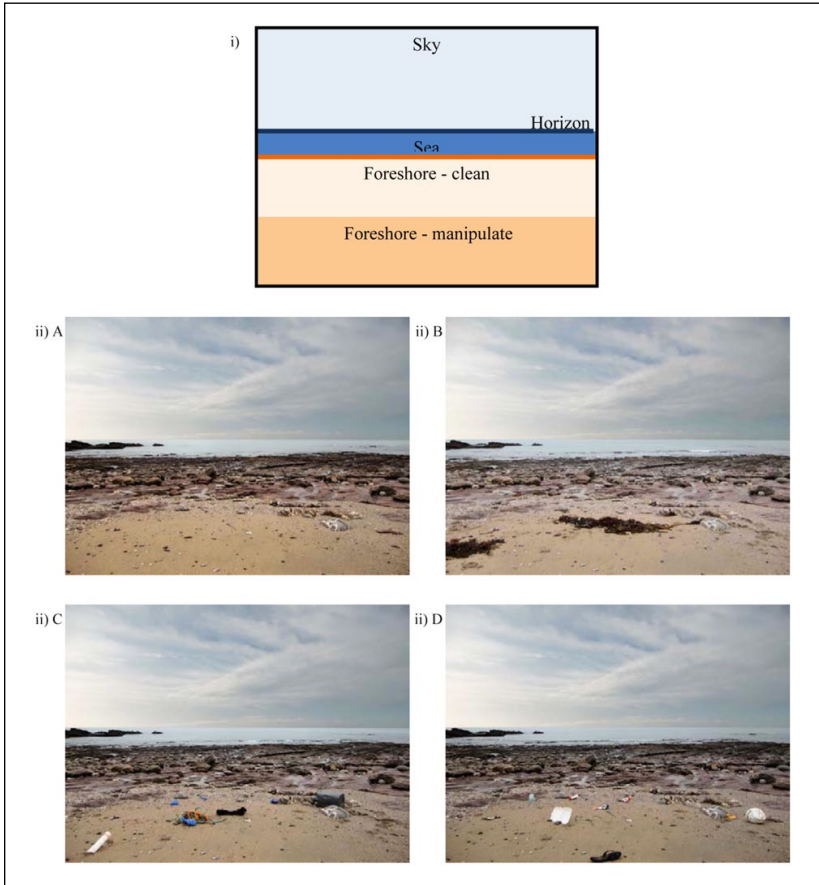 i)
Sky
Horizon
Sea
Foreshore - clean
Foreshore - manipulate
ii) A
ii) B
ii) C
ii) D